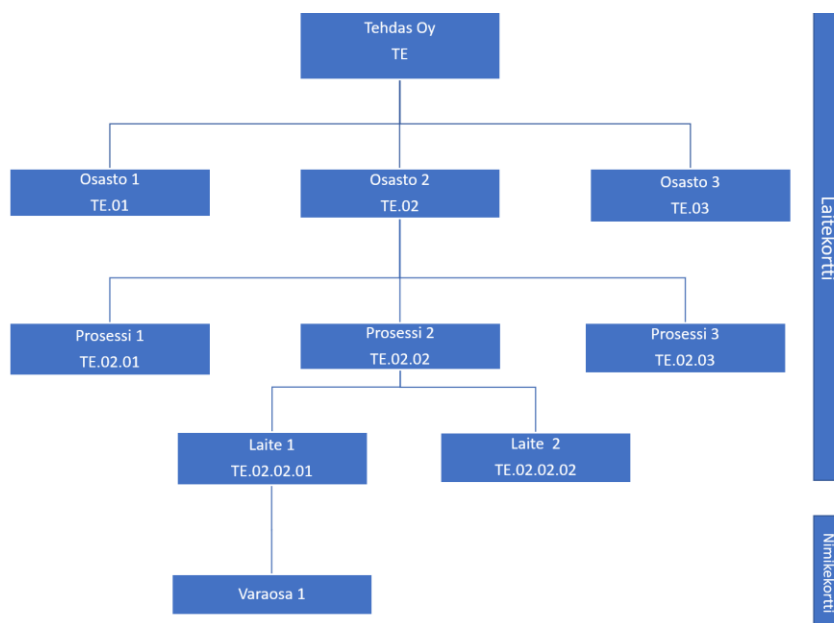 Tehdas Oy
TE
Osasto 1
TE.01
Osasto 2
TE.02
Osasto 3
TE.03
Prosessi 1
TE.02.01
Prosessi 2
TE.02.02
Prosessi 3
TE.02.03
Laite 1
TE.02.02.01
Laite 2
TE.02.02.02
Varaosa 1
Laitekortti
Nimikekortti